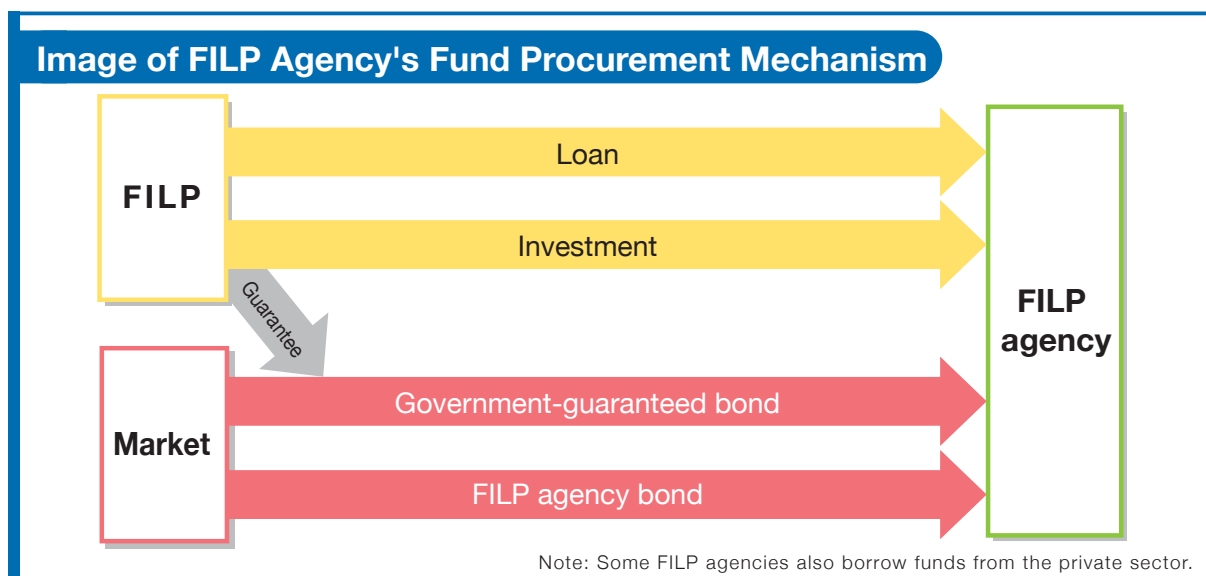 Image of FILP Agency's Fund Procurement Mechanism
FILP
Loan
Investment
Guarantee
Market
Government-guaranteed bond
FILP agency bond
FILP
agency
Note: Some FILP agencies also borrow funds from the private sector.